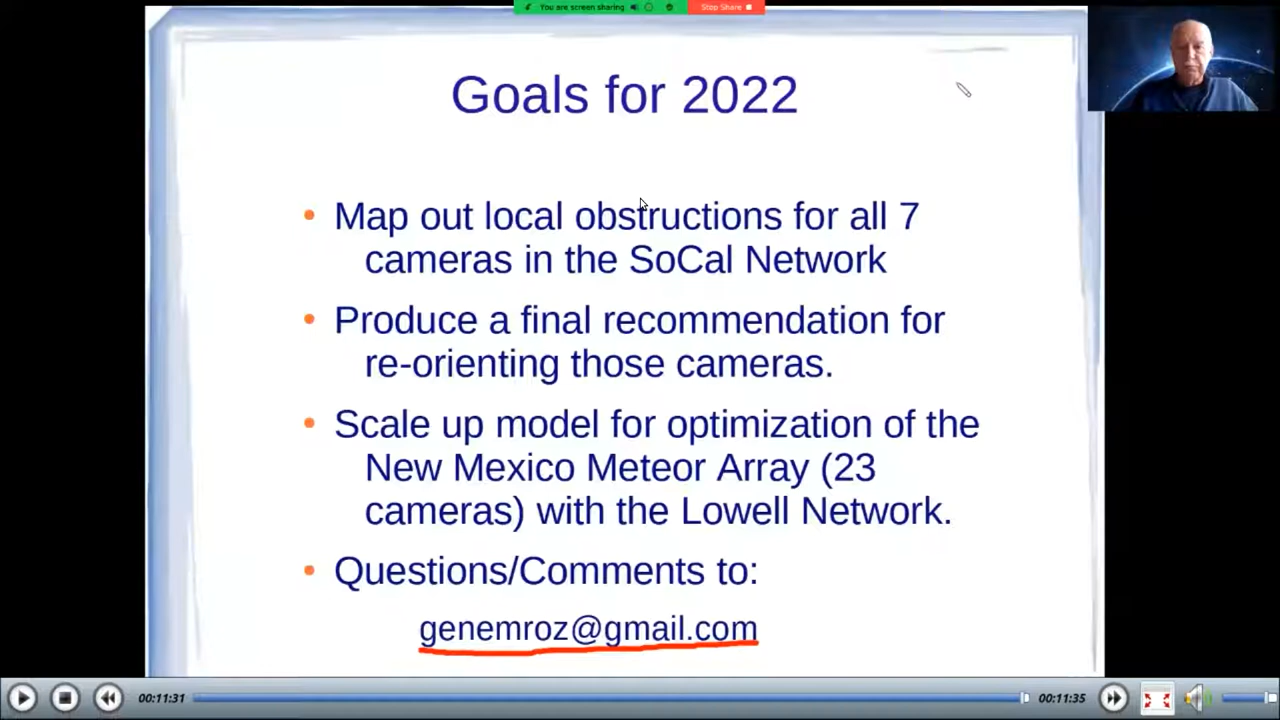 You are screen sharing
Stop Share
Goals for 2022
• Map out local obstructions for all 7
cameras in the SoCal Network
• Produce a final recommendation for
re-orienting those cameras.
• Scale up model for optimization of the
New Mexico Meteor Array (23
cameras) with the Lowell Network.
• Questions/Comments to:
genemroz@gmail.com
00:11:31
00:11:35